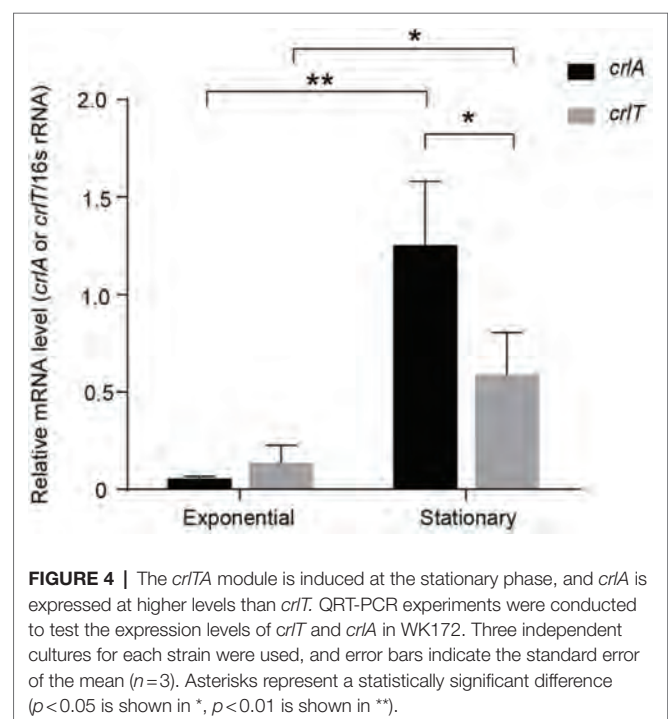 *
**
*
crlA
crlT
Relative mRNA level (crlA or crlT/16s rRNA)
2.0
1.5
1.0
0.5
0
Exponential Stationary
FIGURE 4 | The crlTA module is induced at the stationary phase, and crlA is
expressed at higher levels than crlT. QRT-PCR experiments were conducted
to test the expression levels of crlT and crlA in WK172. Three independent
cultures for each strain were used, and error bars indicate the standard error
of the mean (n=3). Asterisks represent a statistically significant difference
(p<0.05 is shown in *, p<0.01 is shown in **).